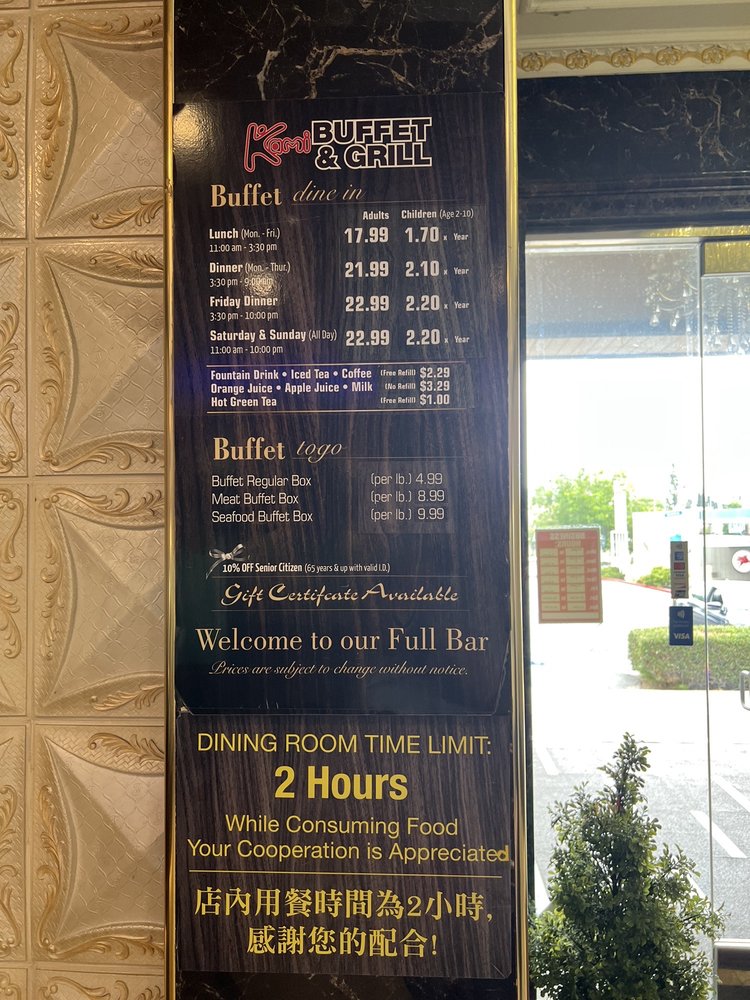 Kami BUFFET
& GRILL
Buffet dine in
Adults Children (Age 2-10)
Lunch (Mon. - Fri.) 17.99 1.70 x Year
11:00 am - 3:30 pm
Dinner (Mon. - Thur.) 21.99 2.10 x Year
3:30 pm - 9:00 pm
Friday Dinner 22.99 2.20 x Year
3:30 pm - 10:00 pm
Saturday & Sunday (All Day) 22.99 2.20 x Year
11:00 am - 10:00 pm
Fountain Drink • Iced Tea • Coffee (Free Refill) $2.29
Orange Juice • Apple Juice • Milk (No Refill) $3.29
Hot Green Tea (Free Refill) $1.00
Buffet togo
Buffet Regular Box (per lb.) 4.99
Meat Buffet Box (per lb.) 8.99
Seafood Buffet Box (per lb.) 9.99
10% OFF Senior Citizen (65 years & up with valid I.D.)
Gift Certifcate Available
Welcome to our Full Bar
Prices are subject to change without notice.
DINING ROOM TIME LIMIT:
2 Hours
While Consuming Food
Your Cooperation is Appreciated
店內用餐時間為2小時,
感謝您的配合!
VISA